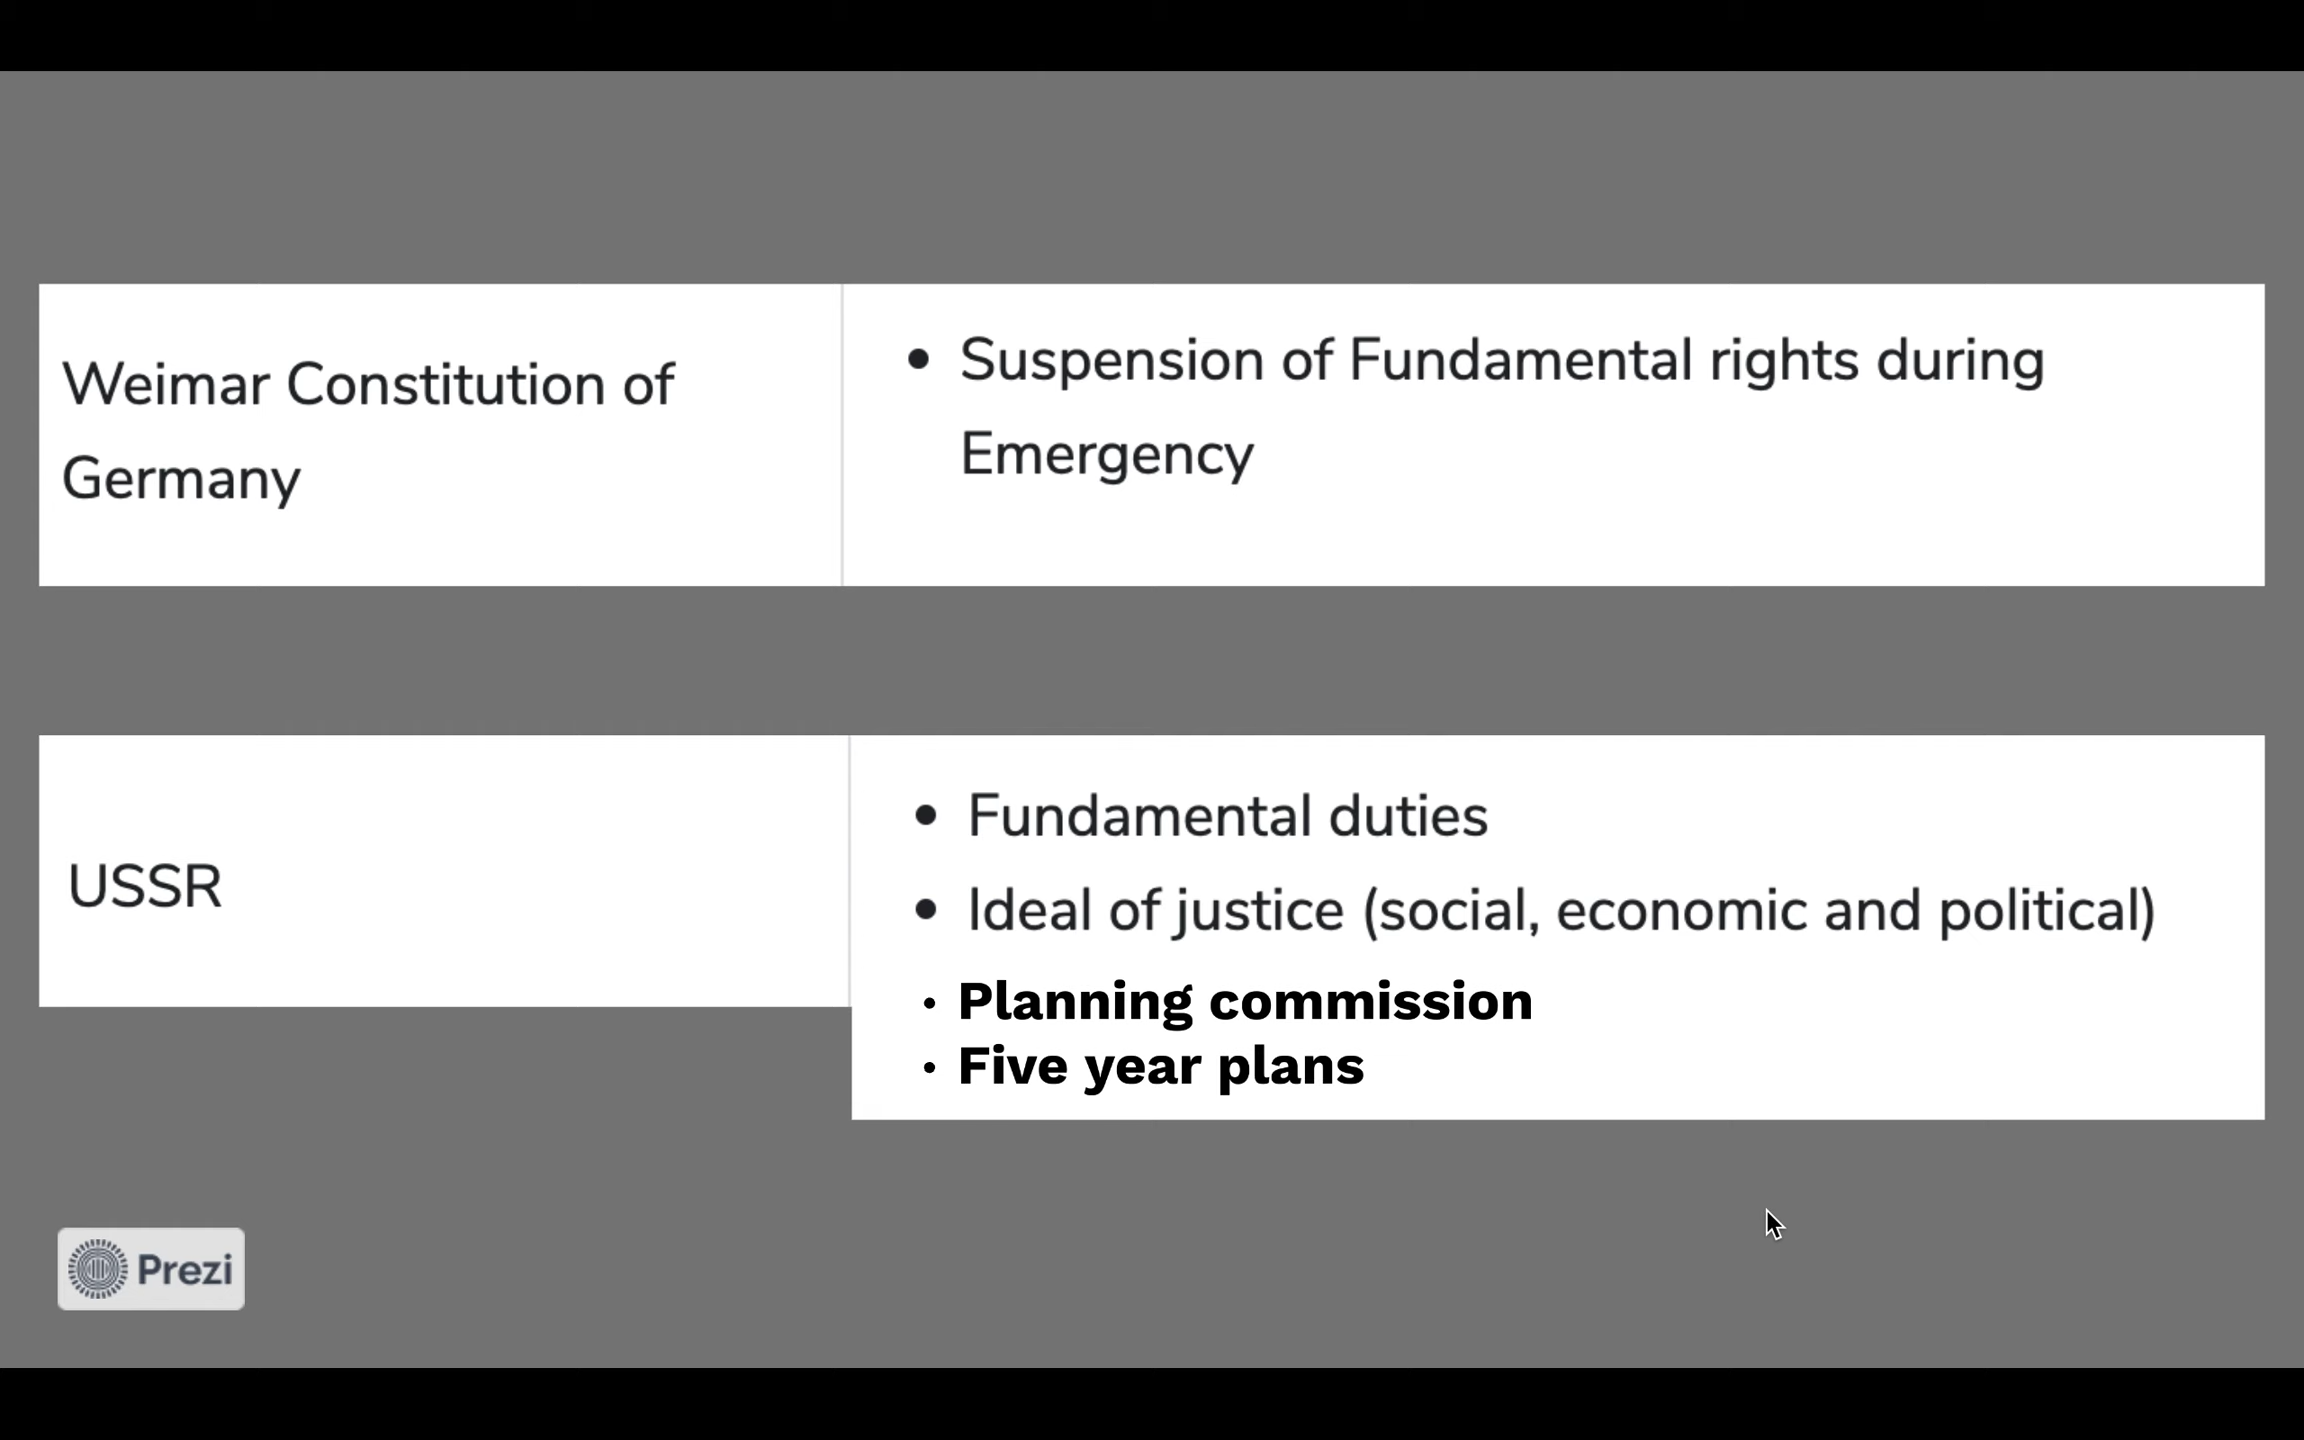 Weimar Constitution of
Germany
• Suspension of Fundamental rights during
Emergency
USSR
• Fundamental duties
• Ideal of justice (social, economic and political)
• Planning commission
• Five year plans
Prezi